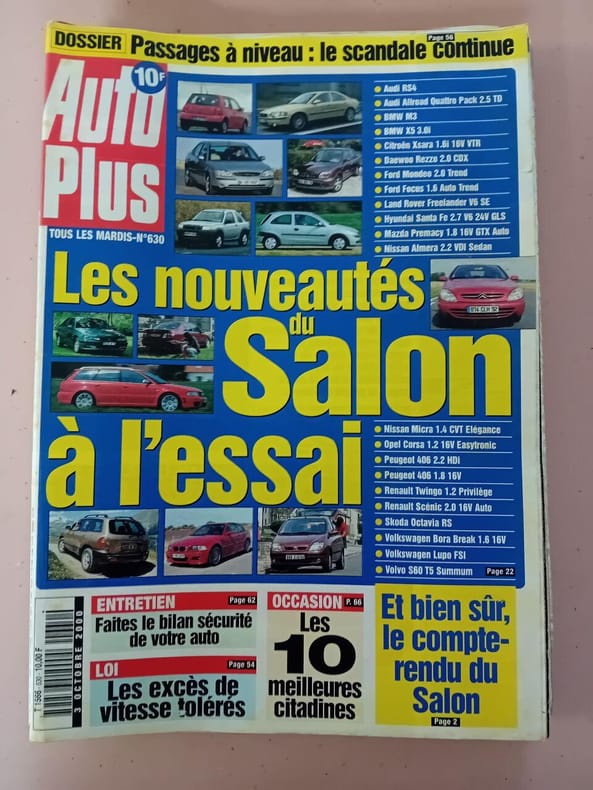 DOSSIER Passages à niveau : le scandale continue
Page 56
Auto
Plus
10F
TOUS LES MARDIS-N°630
Audi RS4
Audi Allroad Quattro Pack 2.5 TD
BMW M3
BMW X5 3.0i
Citroën Xsara 1.6i 16V VTR
Daewoo Rezzo 2.0 CDX
Ford Mondeo 2.0 Trend
Ford Focus 1.6 Auto Trend
Land Rover Freelander V6 SE
Hyundai Santa Fe 2.7 V6 24V GLS
Mazda Premacy 1.8 16V GTX Auto
Nissan Almera 2.2 VDI Sedan
Les nouveautés
du
Salon
à l'essai
Nissan Micra 1.4 CVT Elégance
Opel Corsa 1.2 16V Easytronic
Peugeot 406 2.2 HDi
Peugeot 406 1.8 16V
Renault Twingo 1.2 Privilège
Renault Scénic 2.0 16V Auto
Skoda Octavia RS
Volkswagen Bora Break 1.6 16V
Volkswagen Lupo FSI
Volvo S60 T5 Summum
Page 22
ENTRETIEN Page 62
Faites le bilan sécurité
de votre auto
LOI Page 54
Les excès de
vitesse tolérés
OCCASION P. 66
Les
10
meilleures
citadines
Et bien sûr,
le compte-
rendu du
Salon
Page 2
T 1566 - 630 - 10,00 F
3 OCTOBRE 2000